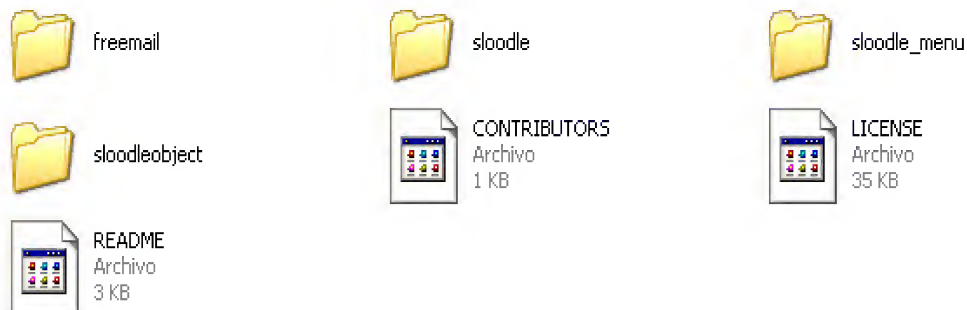 freemail
sloodle
sloodle_menu
sloodleobject
CONTRIBUTORS
Archivo
1 KB
LICENSE
Archivo
35 KB
README
Archivo
3 KB